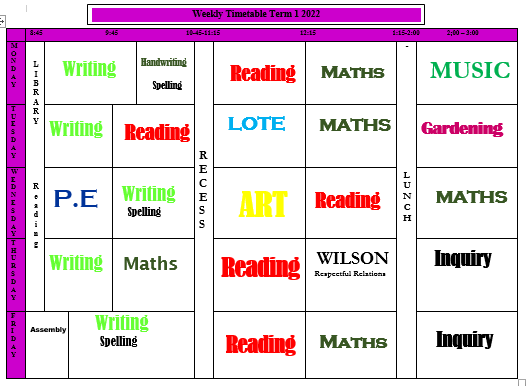 Weekly Timetable Term 1 2022
8:45 9:45 10-45-11:15 12:15 1:15-2:00 2:00 – 3:00
MONDAY
LIBRARY
Writing
Handwriting
Spelling
Reading
MATHS
MUSIC
TUESDAY
Writing
Reading
RECESS
LOTE
MATHS
LUNCH
Gardening
WEDNESDAY
Reading
P.E
Writing
Spelling
ART
Reading
MATHS
THURSDAY
Writing
Maths
Reading
WILSON
Respectful Relations
Inquiry
FRIDAY
Assembly
Writing
Spelling
Reading
MATHS
Inquiry